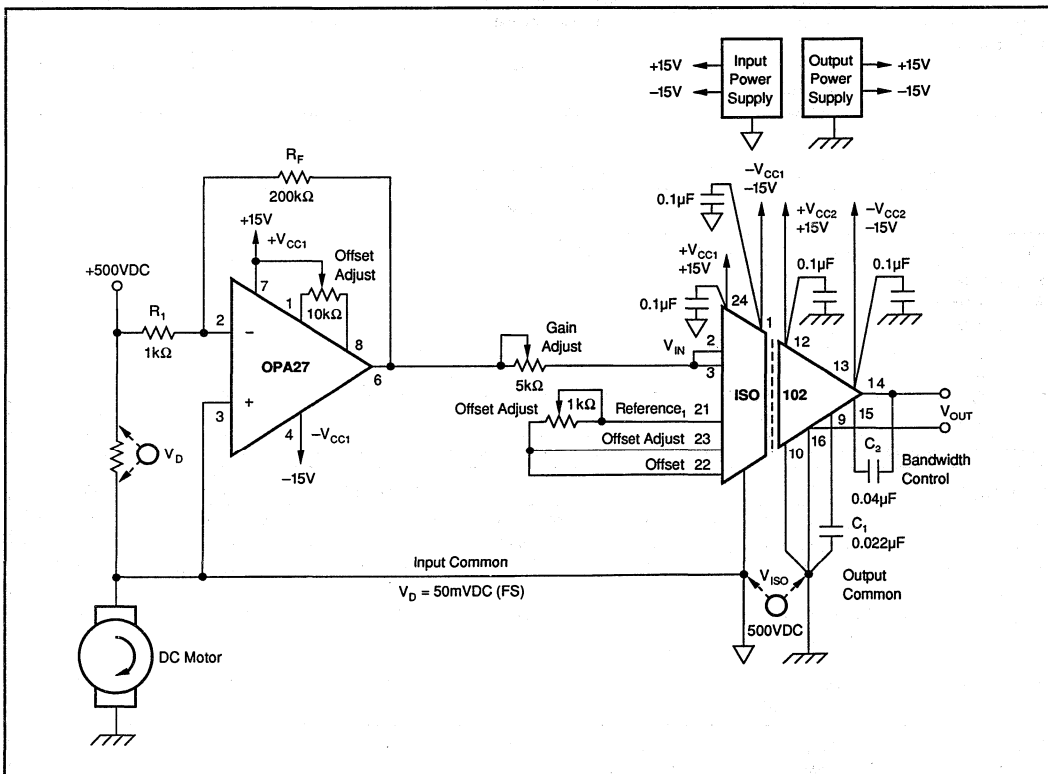 +15V
–15V
Input
Power
Supply
Output
Power
Supply
+15V
–15V
R_F
200kΩ
+15V
+V_CC1
Offset
Adjust
7
1
10kΩ
8
+500VDC
R_1
1kΩ
2
–
OPA27
6
+
3
4
–V_CC1
–15V
V_D
Gain
Adjust
5kΩ
Offset Adjust
1kΩ
Reference_1 21
Offset Adjust 23
Offset 22
V_IN
2
3
0.1µF
–V_CC1
–15V
+V_CC1
+15V
0.1µF
24
1
ISO
102
+V_CC2
+15V
0.1µF
12
–V_CC2
–15V
0.1µF
13
14
15
9
16
10
V_OUT
C_2
0.04µF
Bandwidth
Control
C_1
0.022µF
Output
Common
V_ISO
500VDC
Input Common
V_D = 50mVDC (FS)
DC Motor